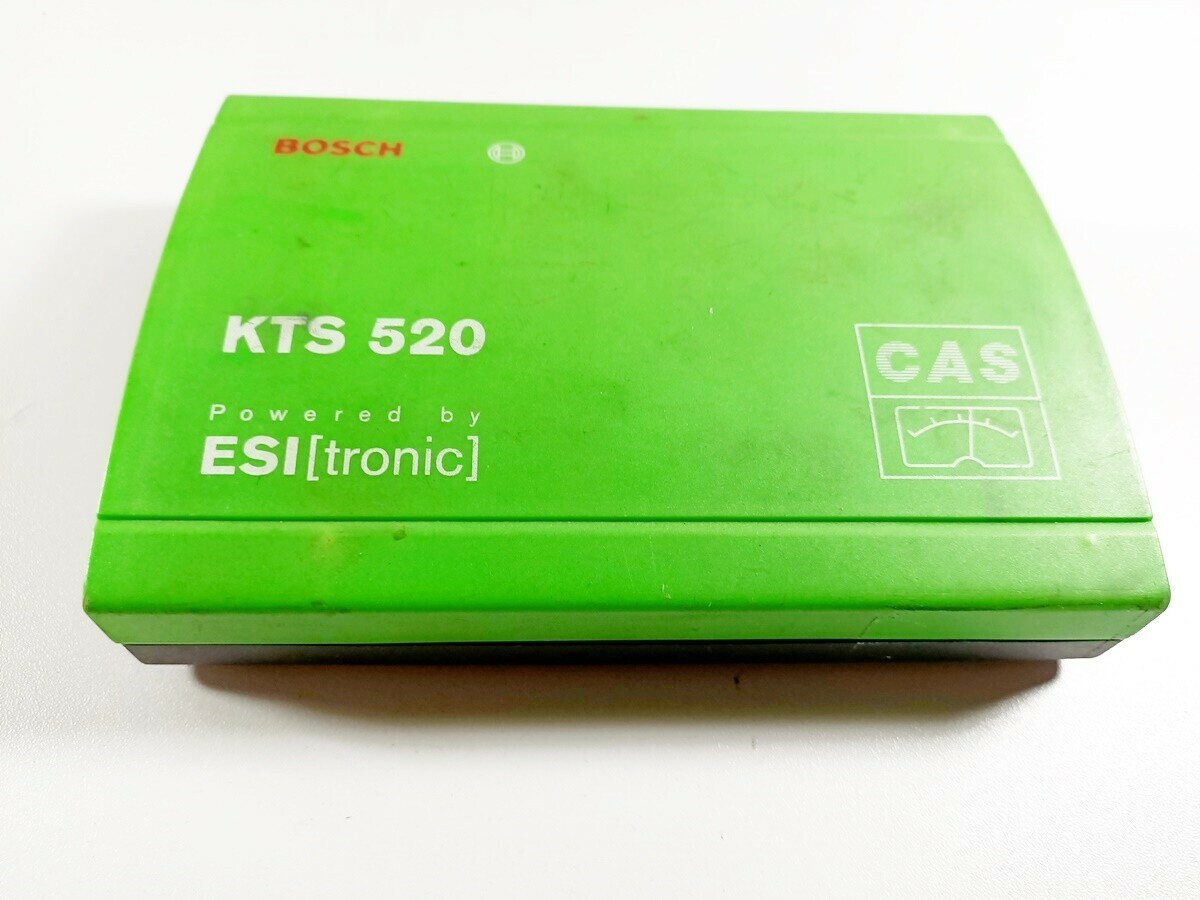 BOSCH
KTS 520
CAS
Powered by
ESI[tronic]